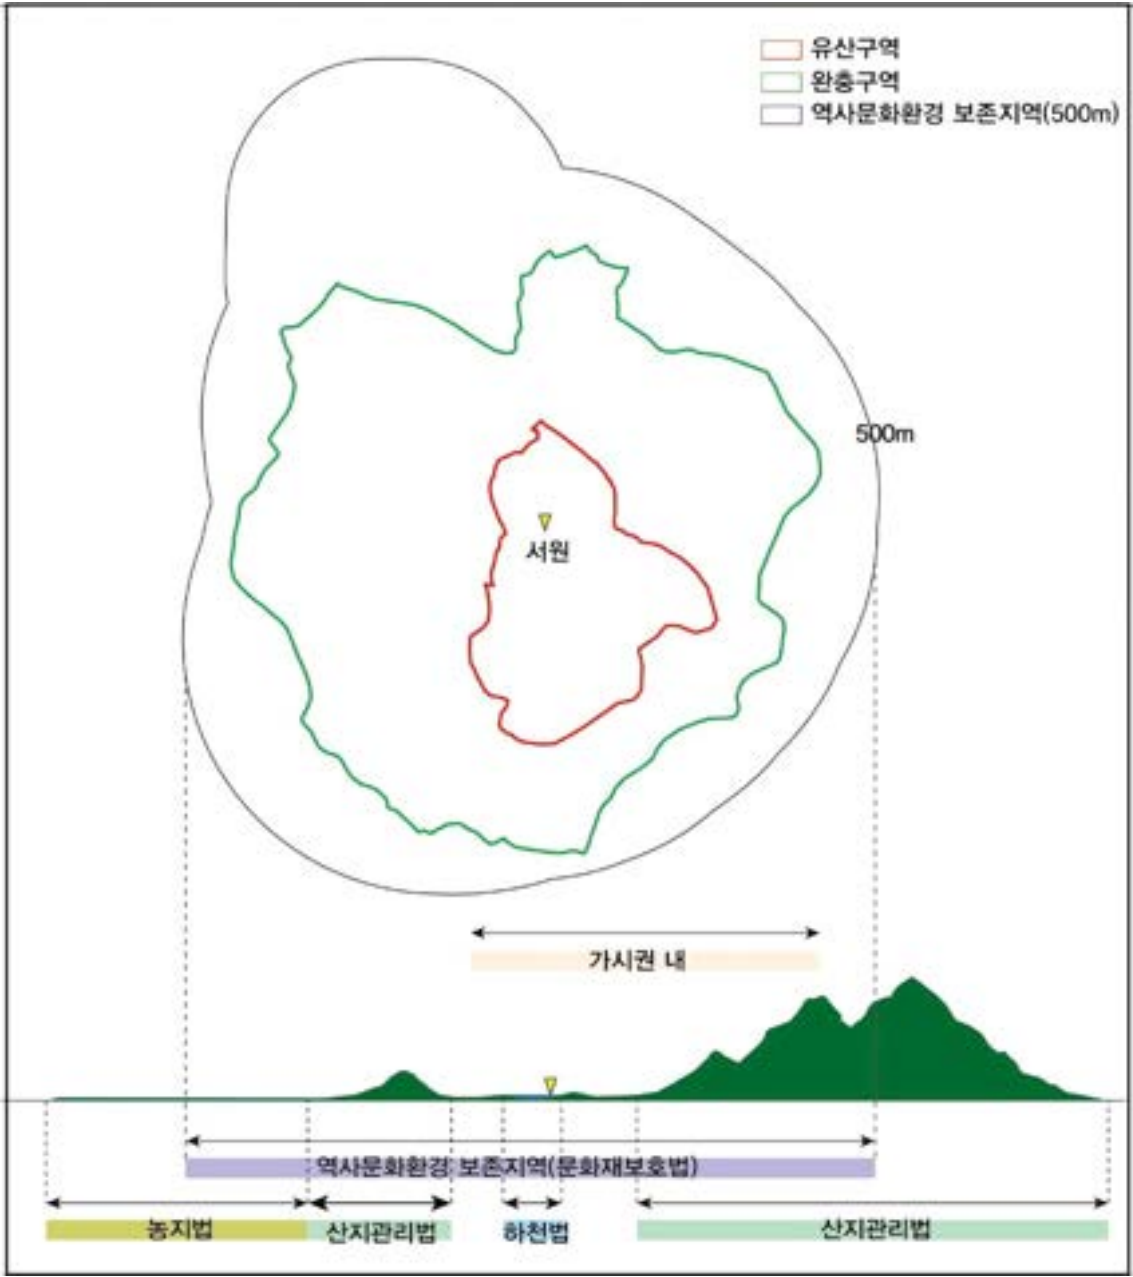 유산구역
완충구역
역사문화환경 보존지역(500m)
500m
서원
가시권 내
역사문화환경 보존지역(문화재보호법)
농지법
산지관리법
하천법
산지관리법